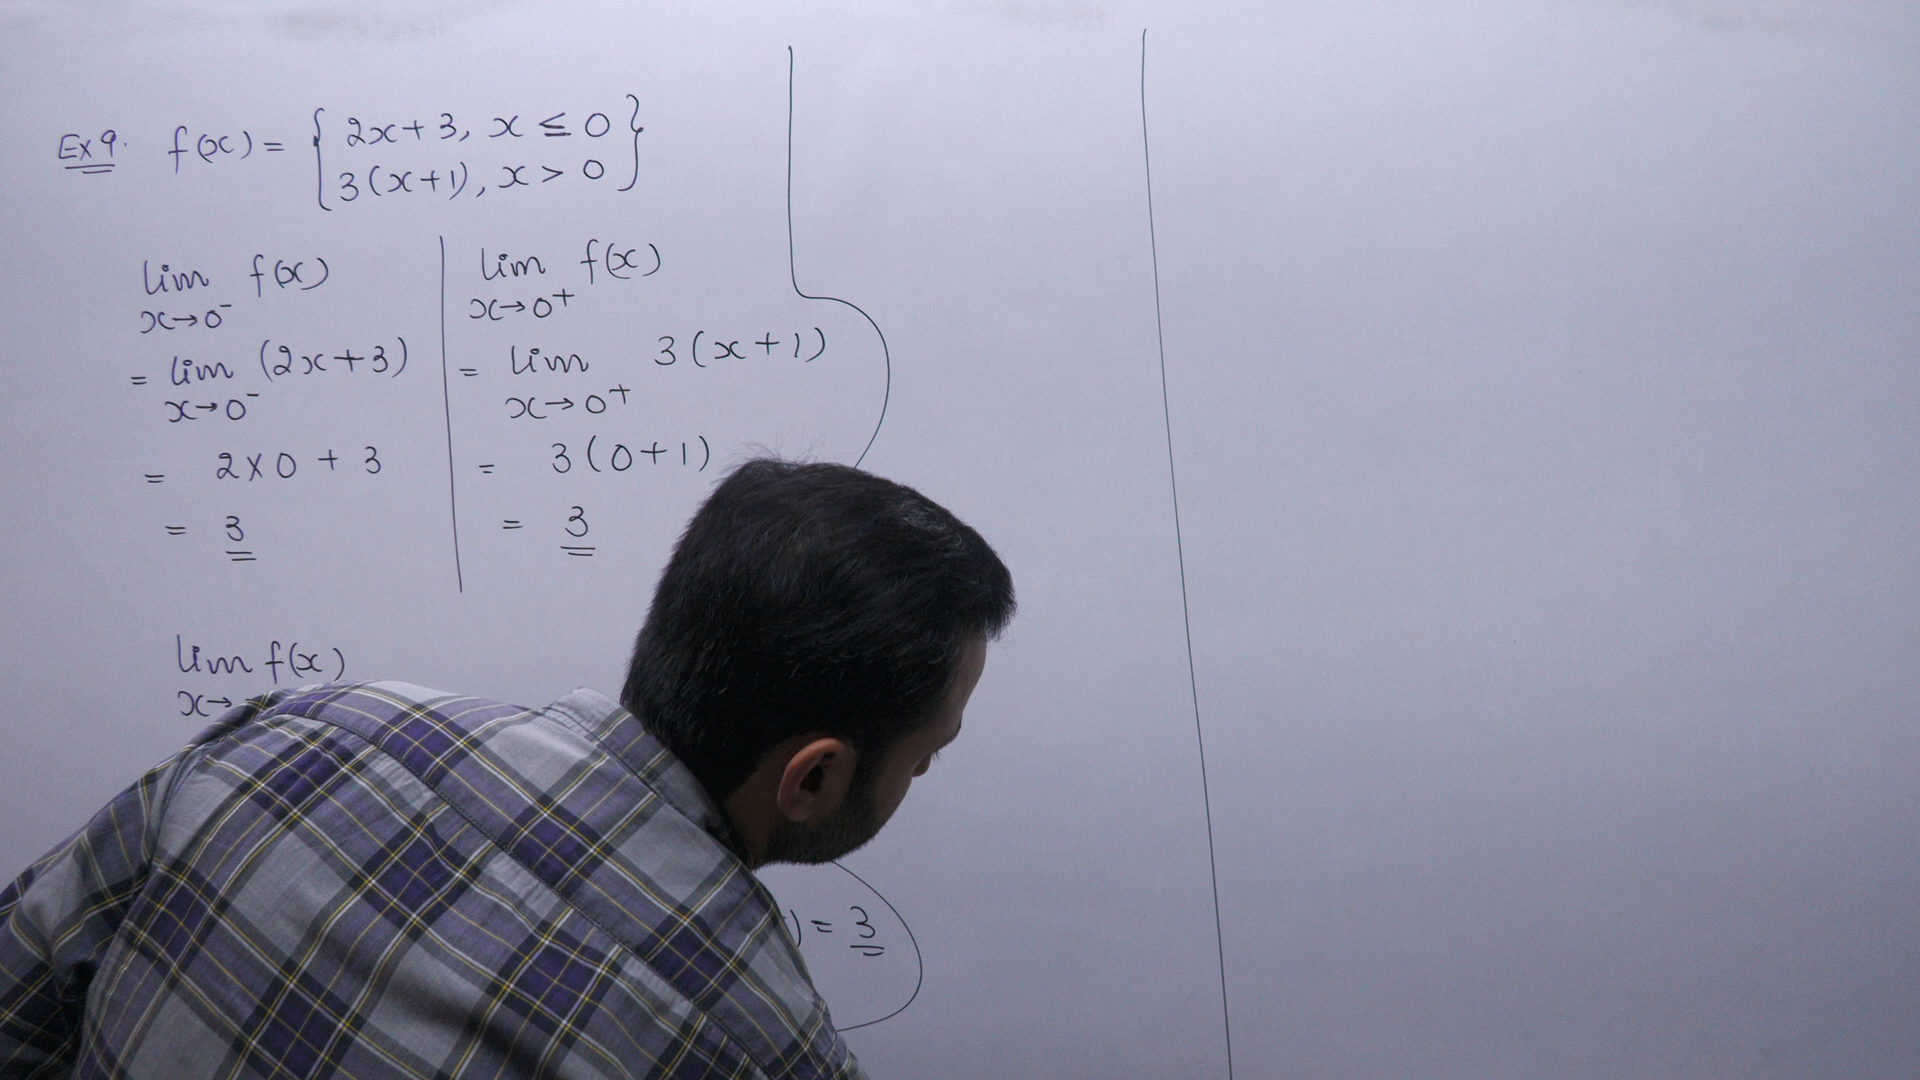 Ex 9. f(x) = { 2x+3, x ≤ 0
3(x+1), x > 0 }
lim f(x)
x→0⁻
= lim (2x+3)
x→0⁻
= 2×0 + 3
= 3
lim f(x)
x→0⁺
= lim 3(x+1)
x→0⁺
= 3(0+1)
= 3
lim f(x)
x→
) = 3